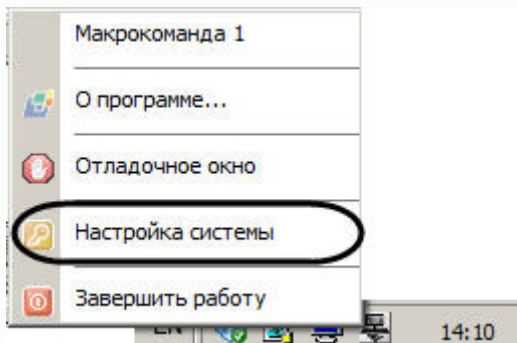 Макрокоманда 1
О программе...
Отладочное окно
Настройка системы
Завершить работу
EN 14:10